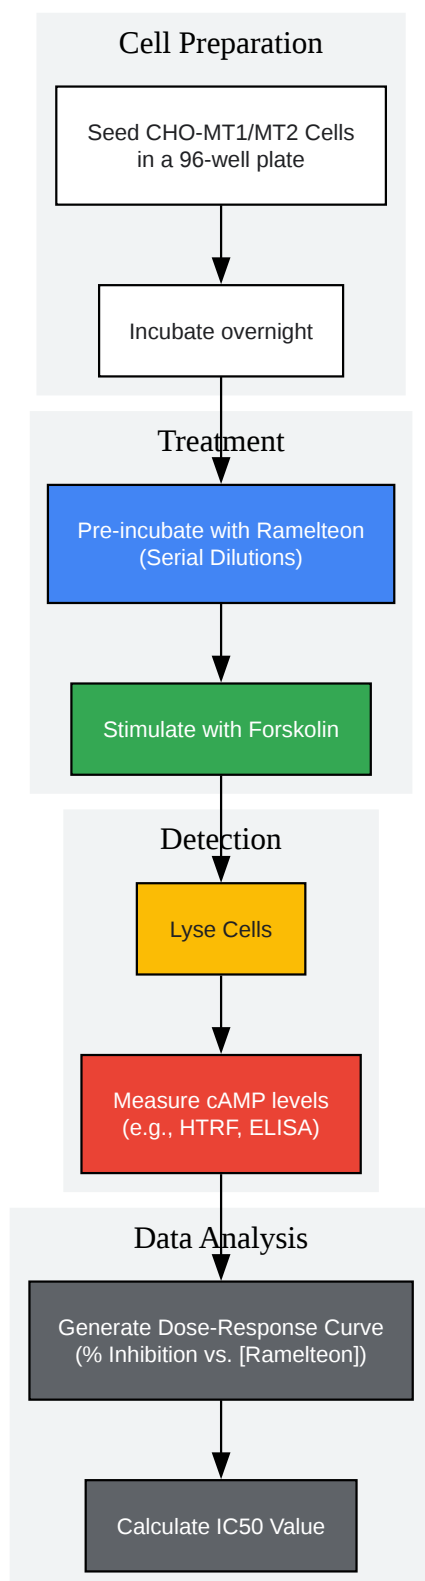 Cell Preparation
Seed CHO-MT1/MT2 Cells
in a 96-well plate
Incubate overnight
Treatment
Pre-incubate with Ramelteon
(Serial Dilutions)
Stimulate with Forskolin
Detection
Lyse Cells
Measure cAMP levels
(e.g., HTRF, ELISA)
Data Analysis
Generate Dose-Response Curve
(% Inhibition vs. [Ramelteon])
Calculate IC50 Value